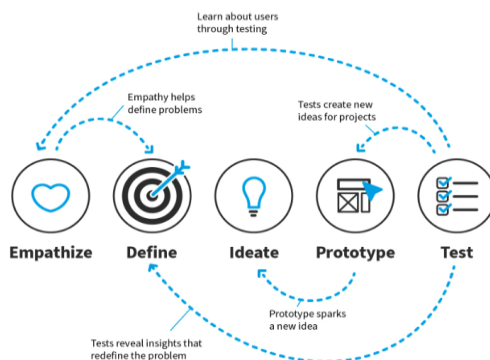 Learn about users
through testing
Empathy helps
define problems
Tests create new
ideas for projects
Empathize
Define
Ideate
Prototype
Test
Prototype sparks
a new idea
Tests reveal insights that
redefine the problem